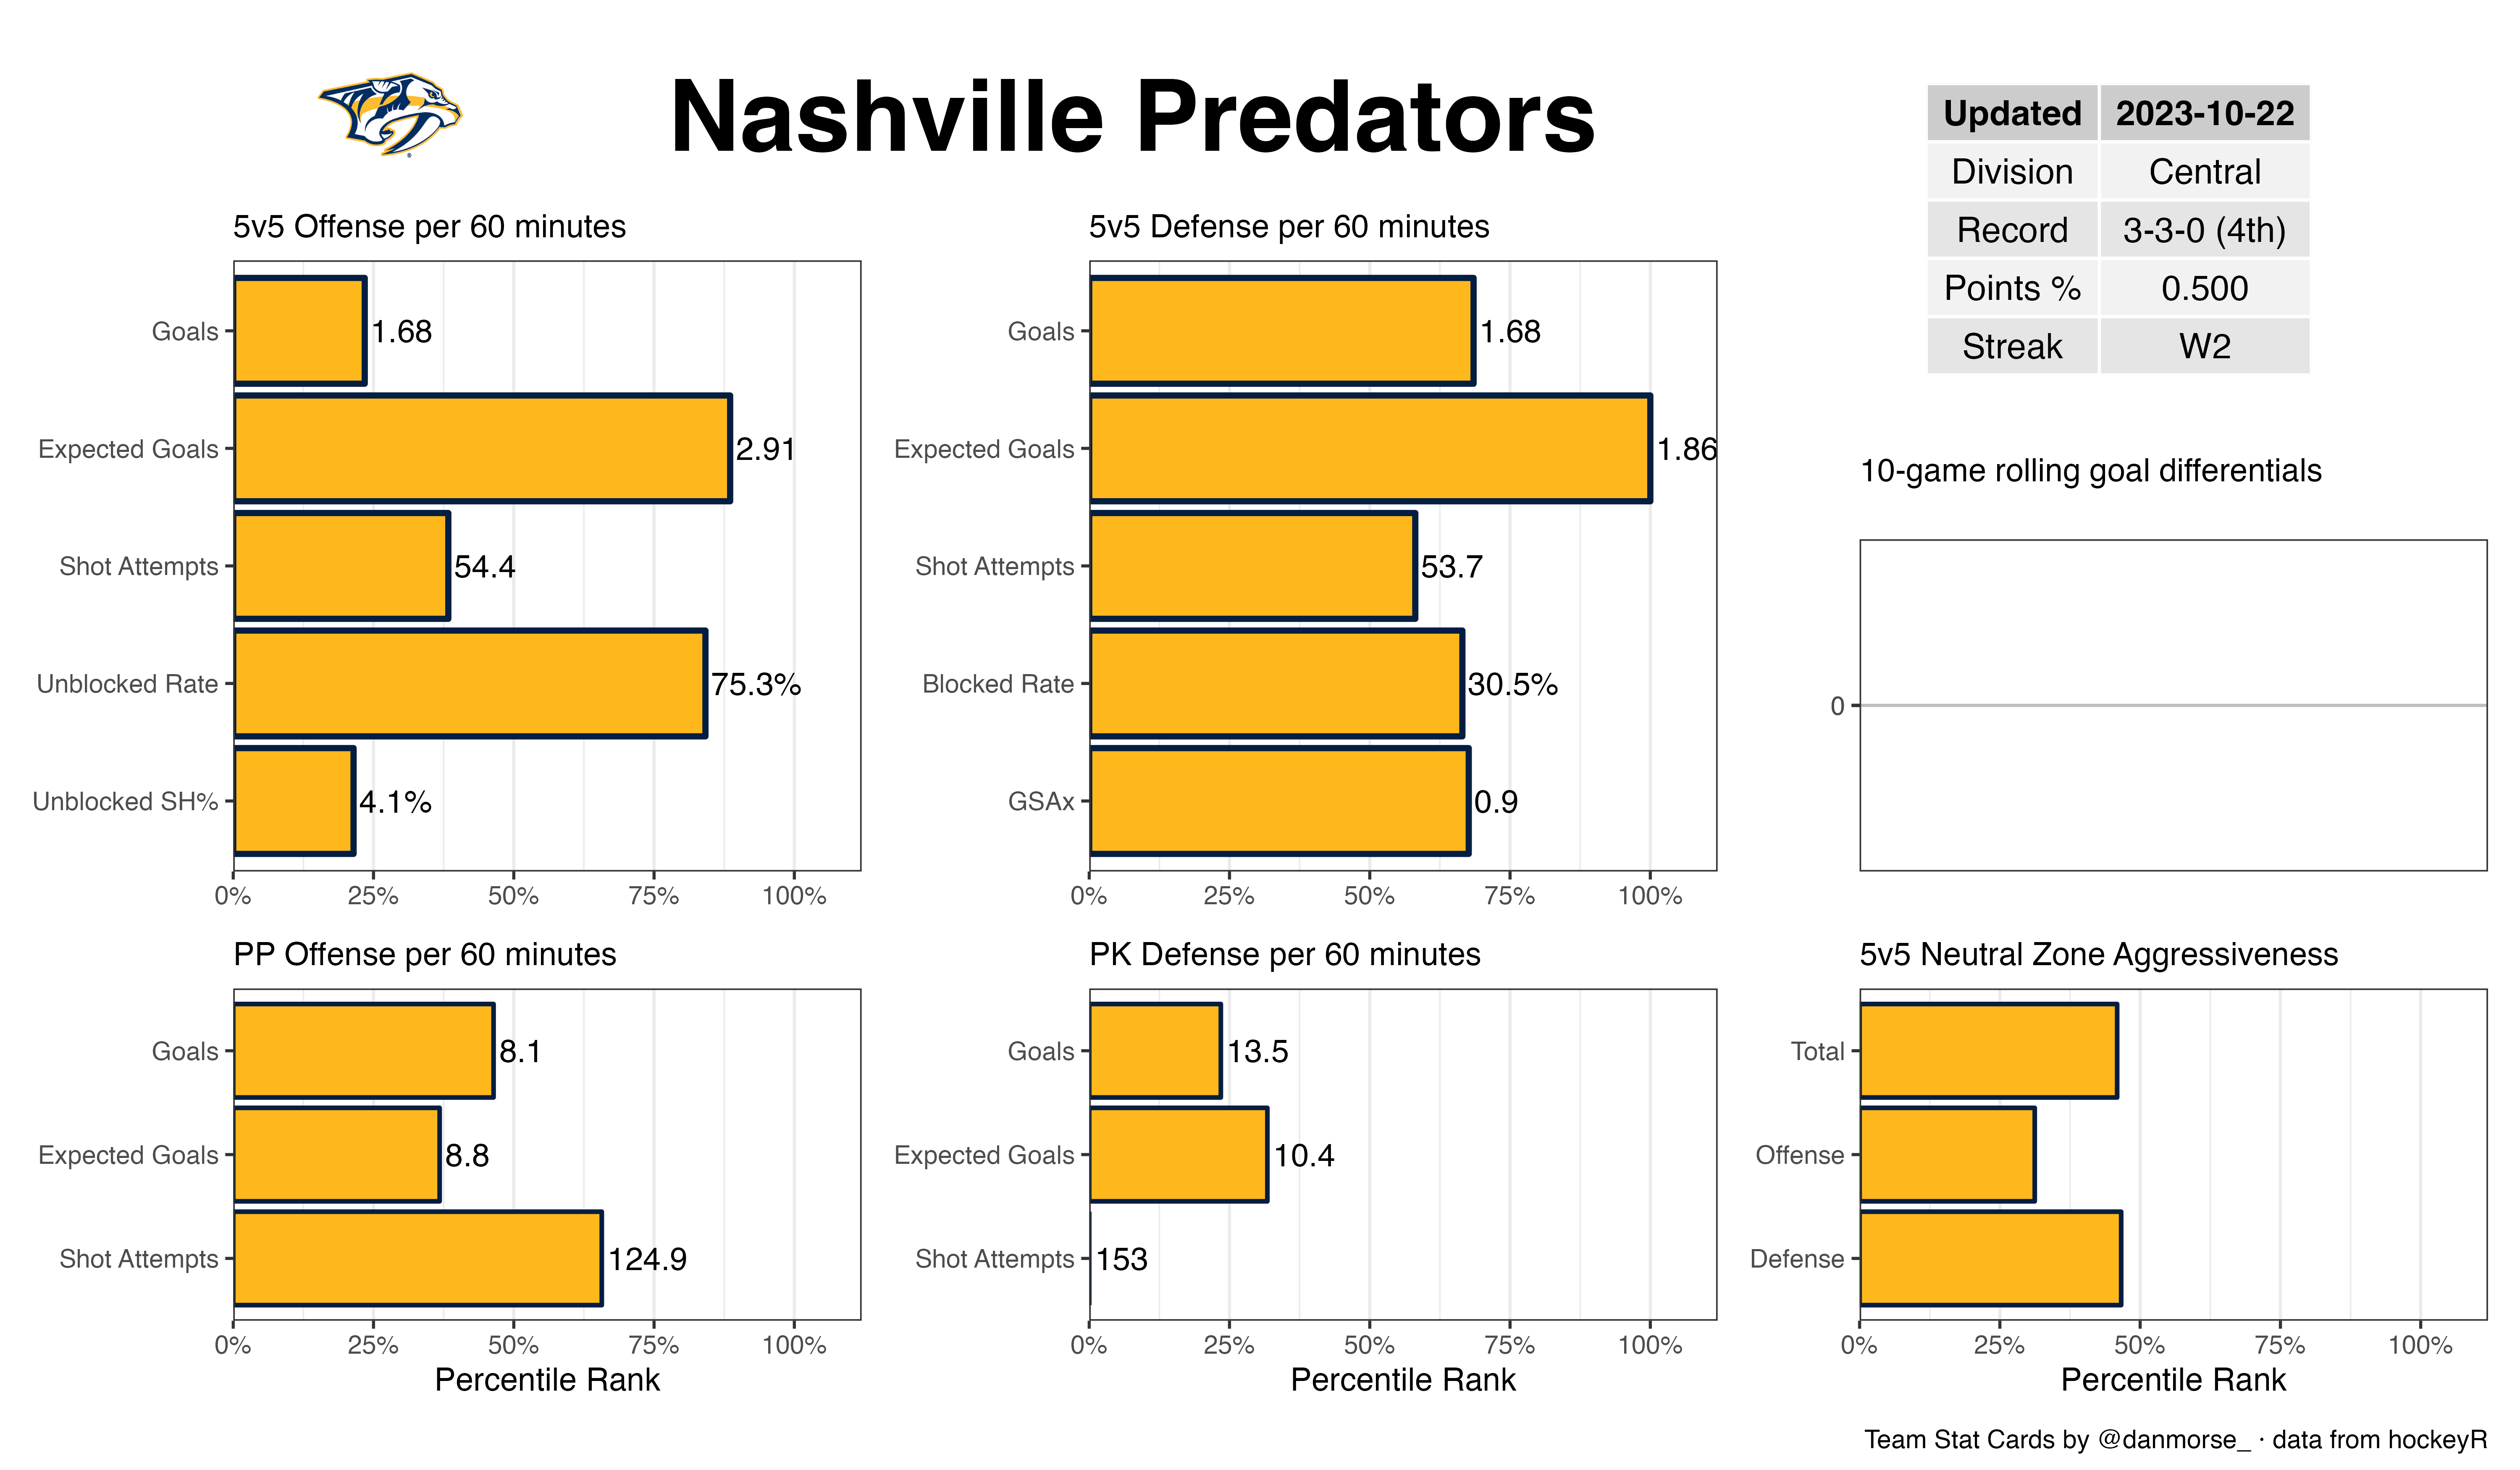 Nashville Predators
Updated 2023-10-22
Division Central
Record 3-3-0 (4th)
Points % 0.500
Streak W2
5v5 Offense per 60 minutes
Goals 1.68
Expected Goals 2.91
Shot Attempts 54.4
Unblocked Rate 75.3%
Unblocked SH% 4.1%
0% 25% 50% 75% 100%
5v5 Defense per 60 minutes
Goals 1.68
Expected Goals 1.86
Shot Attempts 53.7
Blocked Rate 30.5%
GSAx 0.9
0% 25% 50% 75% 100%
10-game rolling goal differentials
0
PP Offense per 60 minutes
Goals 8.1
Expected Goals 8.8
Shot Attempts 124.9
0% 25% 50% 75% 100%
Percentile Rank
PK Defense per 60 minutes
Goals 13.5
Expected Goals 10.4
Shot Attempts 153
0% 25% 50% 75% 100%
Percentile Rank
5v5 Neutral Zone Aggressiveness
Total
Offense
Defense
0% 25% 50% 75% 100%
Percentile Rank
Team Stat Cards by @danmorse_ · data from hockeyR